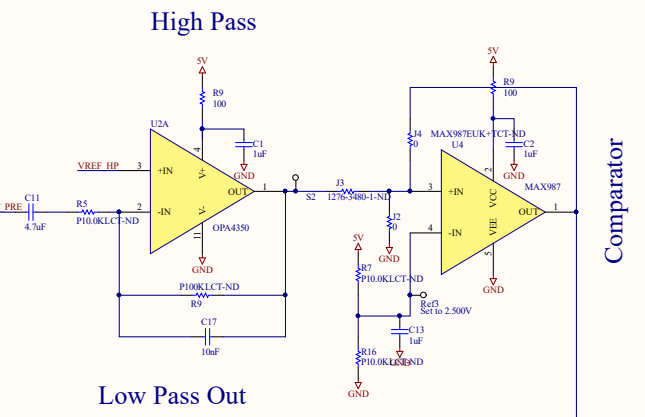 High Pass
5V
R9
100
U2A
C1
1uF
GND
4
V+
VREF_HP
3
+IN
OUT
1
S2
PRE
C11
4.7uF
R5
P10.0KLCT-ND
2
-IN
V-
OPA4350
11
GND
P100KLCT-ND
R9
C17
10nF
Low Pass Out
5V
R9
100
J4
0
MAX987EUK+TCT-ND
U4
C2
1uF
GND
2
MAX987
J3
1276-3480-1-ND
3
+IN
VCC
OUT
1
J2
0
GND
4
-IN
VEE
5
GND
5V
R7
P10.0KLCT-ND
Ref3
Set to 2.500V
C13
1uF
GND
R16
P10.0KLCT-ND
GND
Comparator